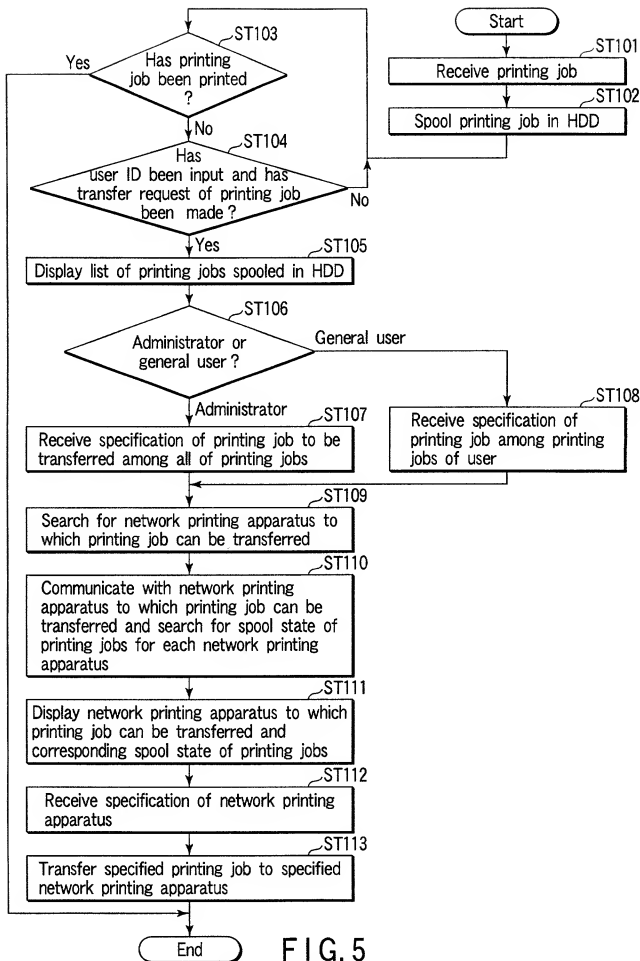 Start
ST101
Receive printing job
ST102
Spool printing job in HDD
ST103
Has printing
job been printed
?
Yes
No
ST104
Has
user ID been input and has
transfer request of printing job
been made?
No
Yes
ST105
Display list of printing jobs spooled in HDD
ST106
Administrator or
general user?
General user
Administrator
ST107
Receive specification of printing job to be
transferred among all of printing jobs
ST108
Receive specification of
printing job among printing
jobs of user
ST109
Search for network printing apparatus to
which printing job can be transferred
ST110
Communicate with network printing
apparatus to which printing job can be
transferred and search for spool state of
printing jobs for each network printing
apparatus
ST111
Display network printing apparatus to which
printing job can be transferred and
corresponding spool state of printing jobs
ST112
Receive specification of network printing
apparatus
ST113
Transfer specified printing job to specified
network printing apparatus
End
FIG. 5